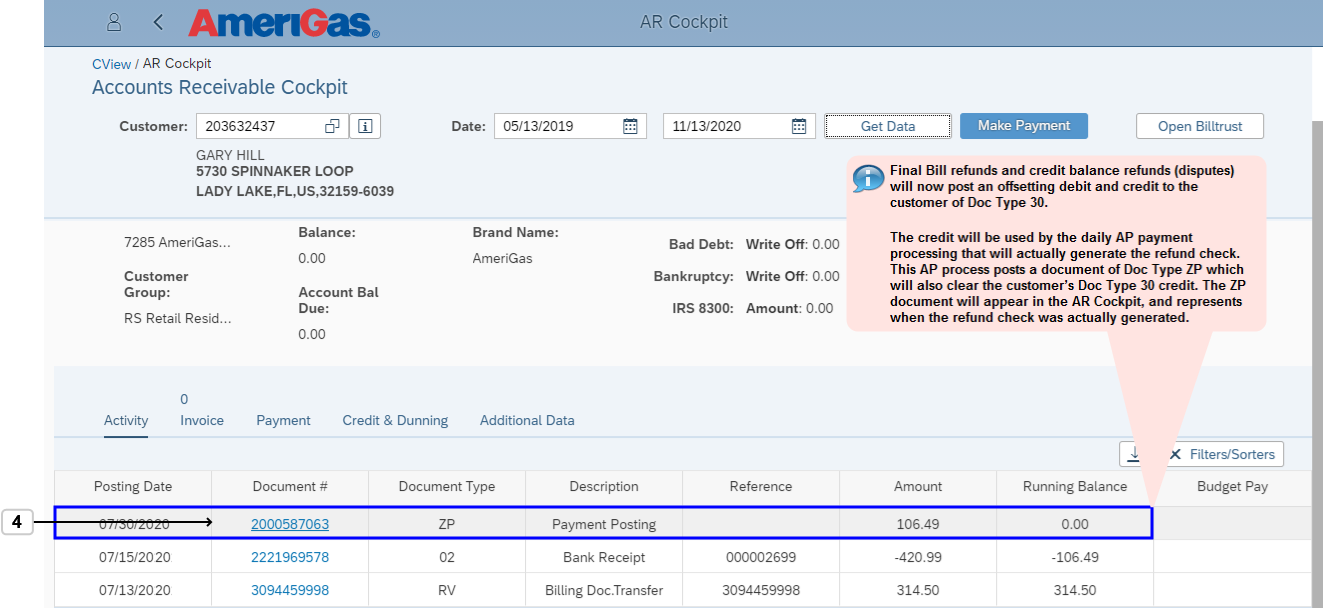 AmeriGas
AR Cockpit
CView / AR Cockpit
Accounts Receivable Cockpit
Customer: 203632437
Date: 05/13/2019 11/13/2020 Get Data Make Payment Open Billtrust
GARY HILL
5730 SPINNAKER LOOP
LADY LAKE,FL,US,32159-6039
Final Bill refunds and credit balance refunds (disputes)
will now post an offsetting debit and credit to the
customer of Doc Type 30.
The credit will be used by the daily AP payment
processing that will actually generate the refund check.
This AP process posts a document of Doc Type ZP which
will also clear the customer's Doc Type 30 credit. The ZP
document will appear in the AR Cockpit, and represents
when the refund check was actually generated.
7285 AmeriGas...
Customer
Group:
RS Retail Resid...
Balance:
0.00
Account Bal
Due:
0.00
Brand Name:
AmeriGas
Bad Debt: Write Off: 0.00
Bankruptcy: Write Off: 0.00
IRS 8300: Amount: 0.00
0
Activity Invoice Payment Credit & Dunning Additional Data
Filters/Sorters
Posting Date Document # Document Type Description Reference Amount Running Balance Budget Pay
4 07/30/2020 2000587063 ZP Payment Posting 106.49 0.00
07/15/2020 2221969578 02 Bank Receipt 000002699 -420.99 -106.49
07/13/2020 3094459998 RV Billing Doc.Transfer 3094459998 314.50 314.50